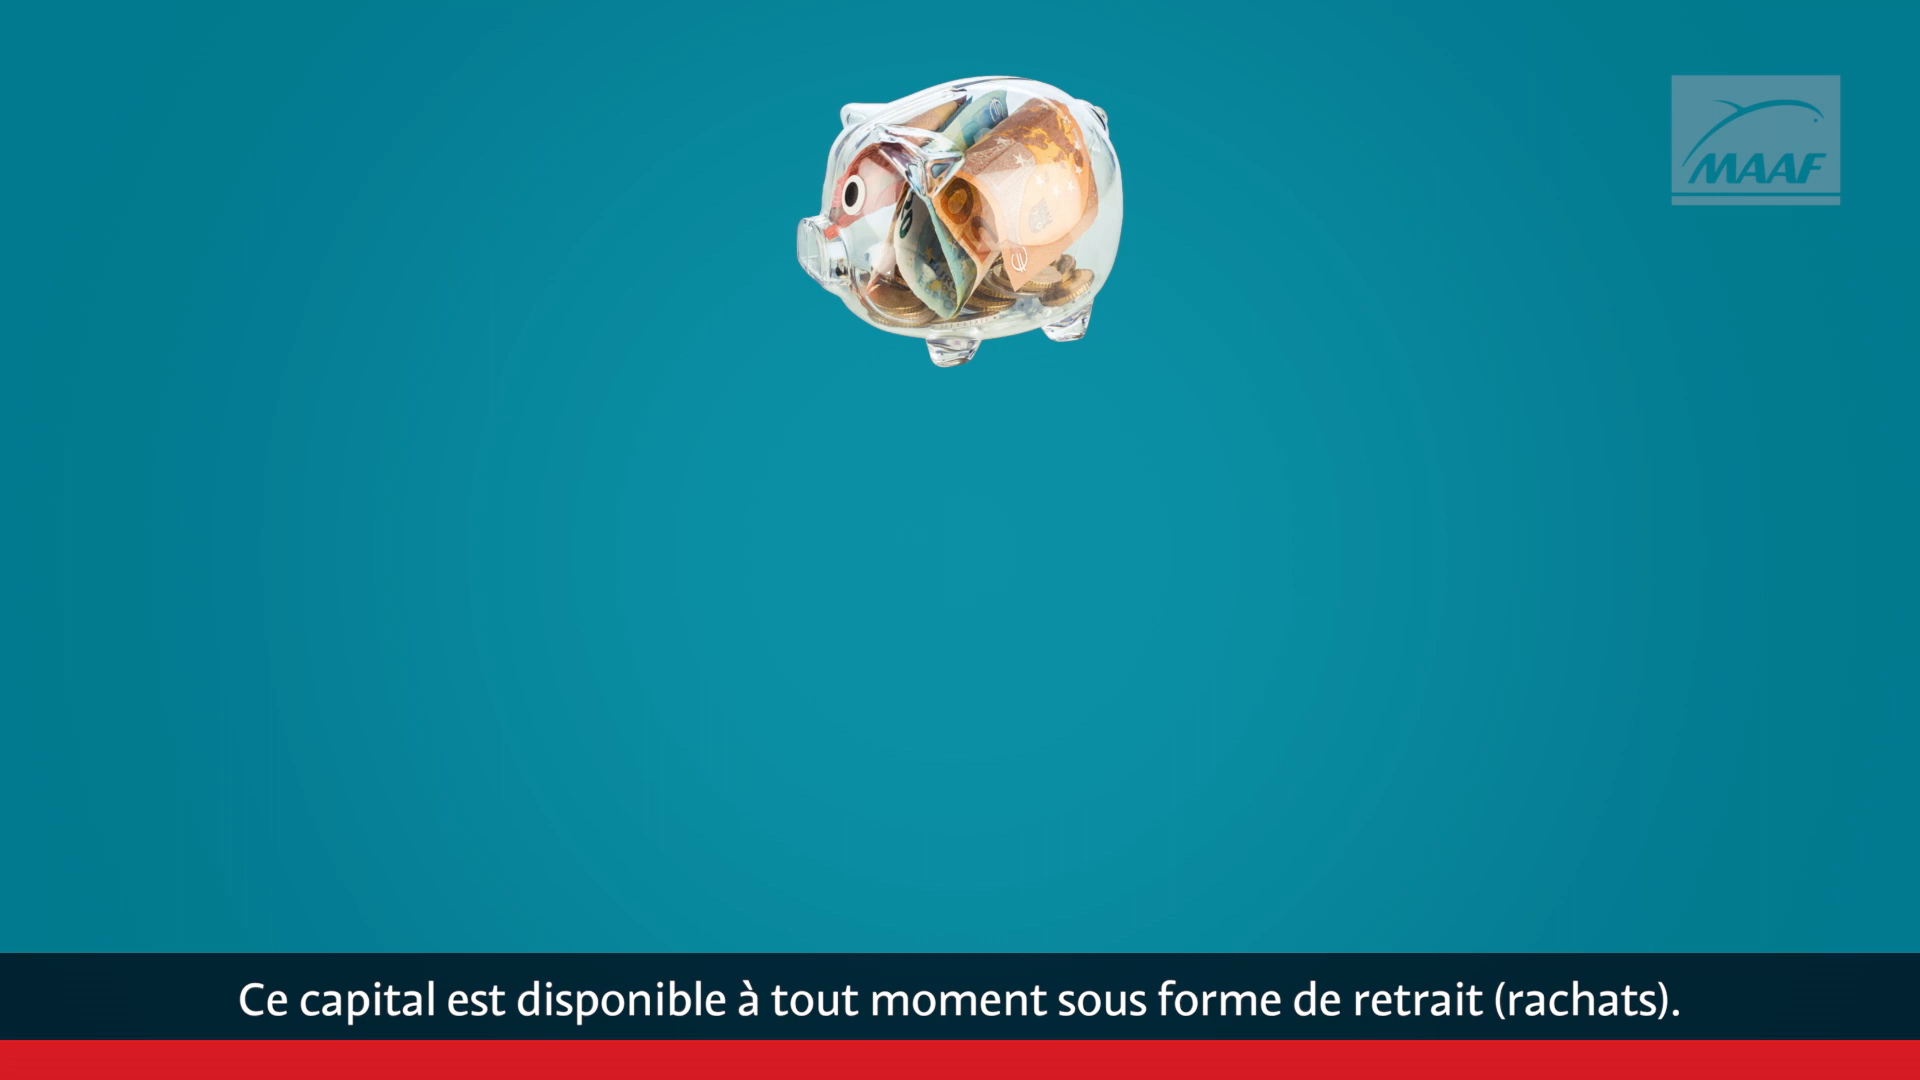 MAAF
Ce capital est disponible à tout moment sous forme de retrait (rachats).